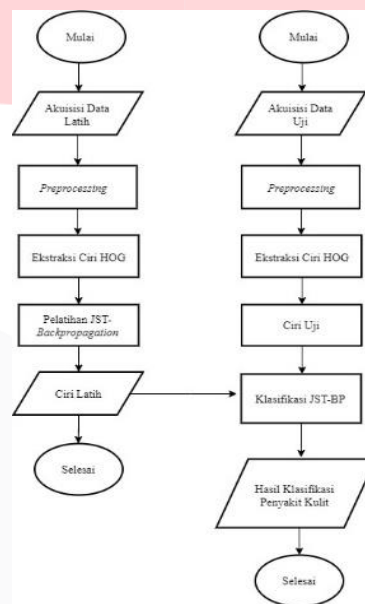 Mulai
Akuisisi Data
Latih
Preprocessing
Ekstraksi Ciri HOG
Pelatihan JST-
Backpropagation
Ciri Latih
Selesai
Mulai
Akuisisi Data
Uji
Preprocessing
Ekstraksi Ciri HOG
Ciri Uji
Klasifikasi JST-BP
Hasil Klasifikasi
Penyakit Kulit
Selesai